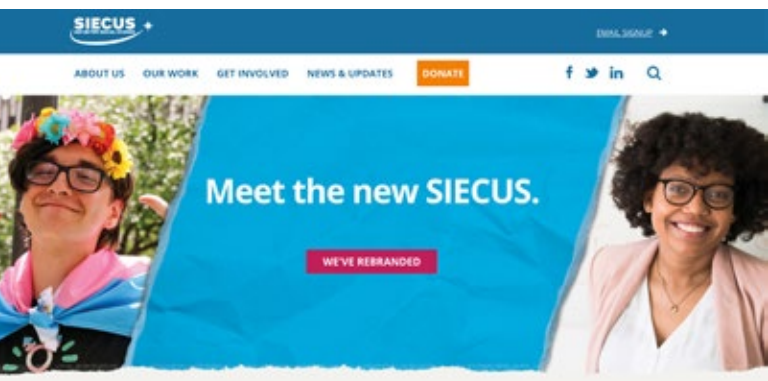 SIECUS
EMAIL SIGNUP
ABOUT US
OUR WORK
GET INVOLVED
NEWS & UPDATES
DONATE
Meet the new SIECUS.
WE'VE REBRANDED